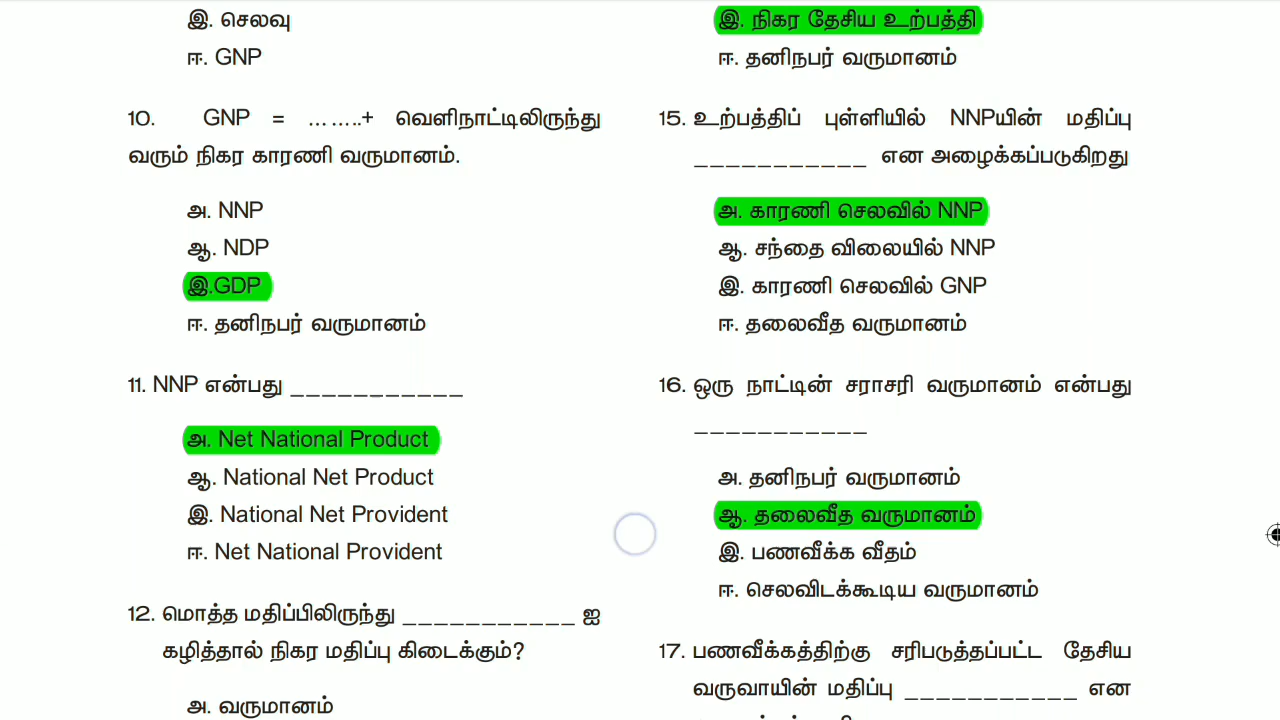 இ. செலவு
ஈ. GNP
10. GNP = ........+ வெளிநாட்டிலிருந்து
வரும் நிகர காரணி வருமானம்.
அ. NNP
ஆ. NDP
இ.GDP
ஈ. தனிநபர் வருமானம்
11. NNP என்பது ___________
அ. Net National Product
ஆ. National Net Product
இ. National Net Provident
ஈ. Net National Provident
12. மொத்த மதிப்பிலிருந்து ___________ ஐ
கழித்தால் நிகர மதிப்பு கிடைக்கும்?
அ. வருமானம்
இ. நிகர தேசிய உற்பத்தி
ஈ. தனிநபர் வருமானம்
15. உற்பத்திப் புள்ளியில் NNPயின் மதிப்பு
___________ என அழைக்கப்படுகிறது
அ. காரணி செலவில் NNP
ஆ. சந்தை விலையில் NNP
இ. காரணி செலவில் GNP
ஈ. தலைவீத வருமானம்
16. ஒரு நாட்டின் சராசரி வருமானம் என்பது
___________
அ. தனிநபர் வருமானம்
ஆ. தலைவீத வருமானம்
இ. பணவீக்க வீதம்
ஈ. செலவிடக்கூடிய வருமானம்
17. பணவீக்கத்திற்கு சரிபடுத்தப்பட்ட தேசிய
வருவாயின் மதிப்பு ___________ என